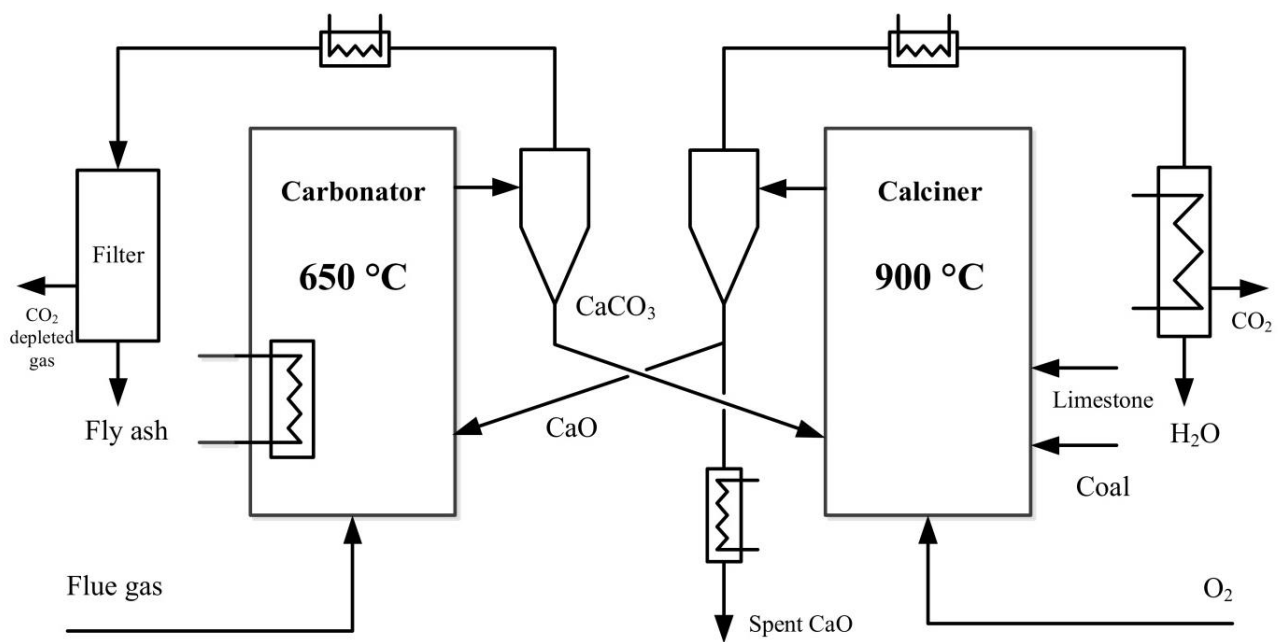 Carbonator
650 °C
Calciner
900 °C
Filter
CO₂
depleted
gas
Fly ash
CaCO₃
CaO
CO₂
Limestone
H₂O
Coal
Flue gas
Spent CaO
O₂